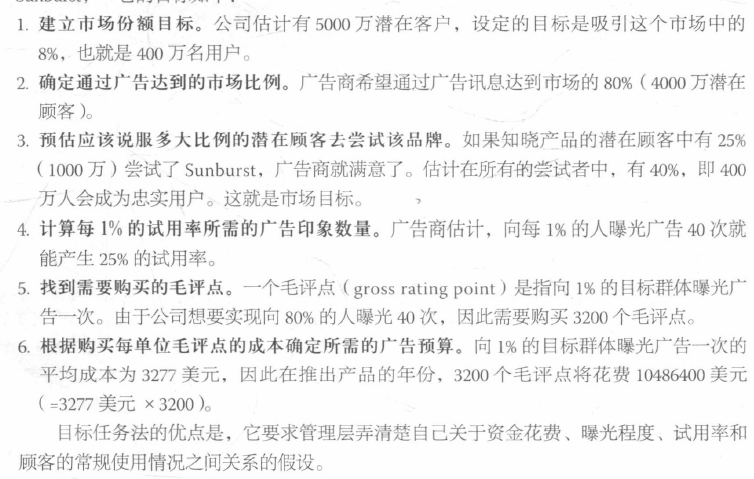 1. 建立市场份额目标。公司估计有 5000 万潜在客户，设定的目标是吸引这个市场中的
8%，也就是 400 万名用户。
2. 确定通过广告达到的市场比例。广告商希望通过广告讯息达到市场的 80%（4000 万潜在
顾客）。
3. 预估应该说服多大比例的潜在顾客去尝试该品牌。如果知晓产品的潜在顾客中有 25%
（1000 万）尝试了 Sunburst，广告商就满意了。估计在所有的尝试者中，有 40%，即 400
万人会成为忠实用户。这就是市场目标。
4. 计算每 1% 的试用率所需的广告印象数量。广告商估计，向每 1% 的人曝光广告 40 次就
能产生 25% 的试用率。
5. 找到需要购买的毛评点。一个毛评点（gross rating point）是指向 1% 的目标群体曝光广
告一次。由于公司想要实现向 80% 的人曝光 40 次，因此需要购买 3200 个毛评点。
6. 根据购买每单位毛评点的成本确定所需的广告预算。向 1% 的目标群体曝光广告一次的
平均成本为 3277 美元，因此在推出产品的年份，3200 个毛评点将花费 10486400 美元
（=3277 美元 ×3200）。
目标任务法的优点是，它要求管理层弄清楚自己关于资金花费、曝光程度、试用率和
顾客的常规使用情况之间关系的假设。